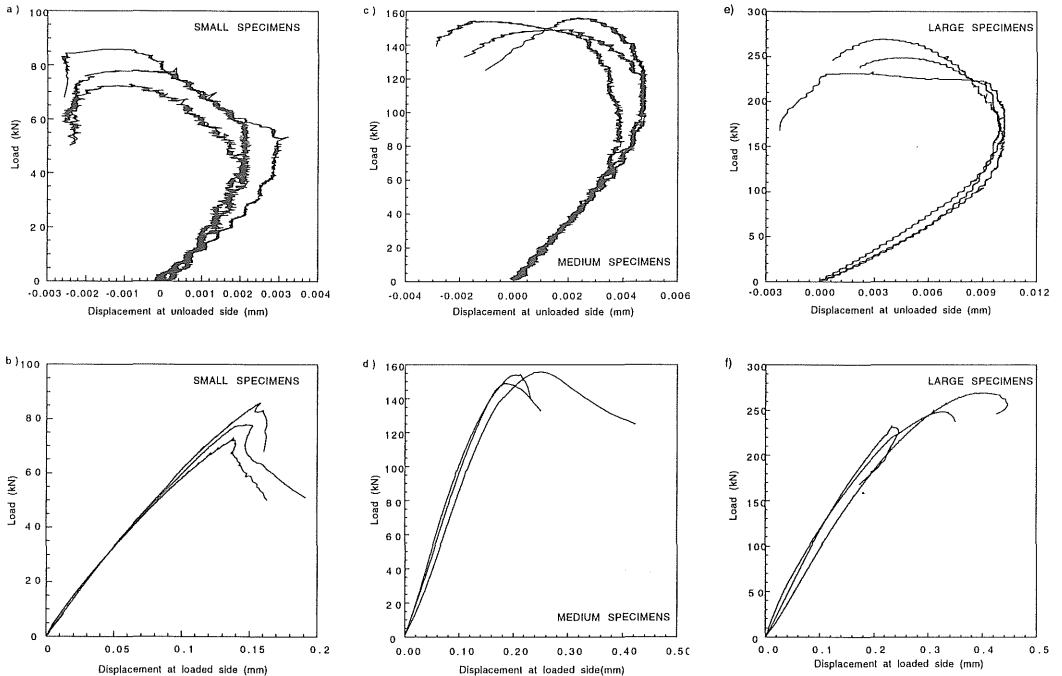 a )
SMALL SPECIMENS
Load (kN)
100
80
60
40
20
0
-0.003 -0.002 -0.001 0 0.001 0.002 0.003 0.004
Displacement at unloaded side (mm)
c )
Load (kN)
160
140
120
100
80
60
40
20
0
MEDIUM SPECIMENS
-0.004 -0.002 0.000 0.002 0.004 0.006
Displacement at unloaded side (mm)
e)
LARGE SPECIMENS
Load (kN)
300
250
200
150
100
50
0
-0.003 0.000 0.003 0.006 0.009 0.012
Displacement at unloaded side (mm)
b )
SMALL SPECIMENS
Load (kN)
100
80
60
40
20
0
0 0.05 0.1 0.15 0.2
Displacement at loaded side (mm)
d )
Load (kN)
160
140
120
100
80
60
40
20
0
MEDIUM SPECIMENS
0.00 0.10 0.20 0.30 0.40 0.50
Displacement at loaded side(mm)
f)
LARGE SPECIMENS
Load (kN)
300
250
200
150
100
50
0
0.0 0.1 0.2 0.3 0.4 0.5
Displacement at loaded side (mm)